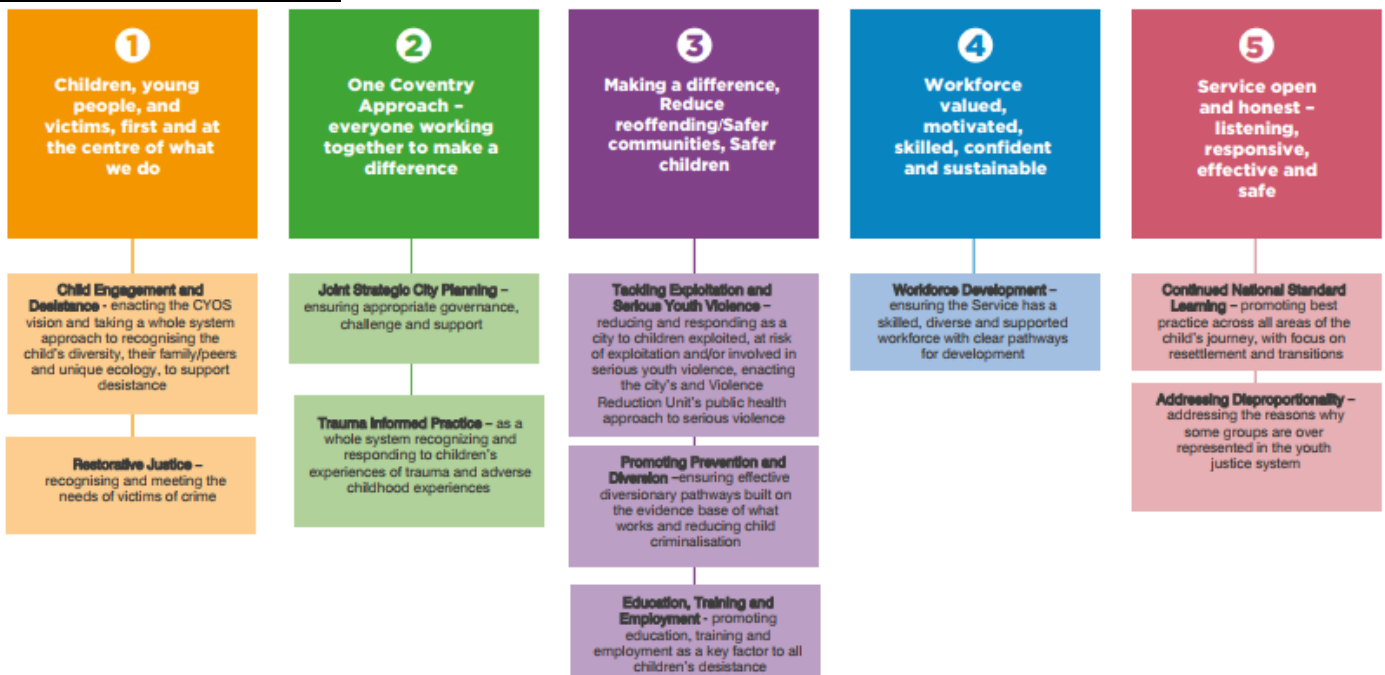 1
Children, young
people, and
victims, first and at
the centre of what
we do
Child Engagement and
Desistance - enacting the CYOS
vision and taking a whole system
approach to recognising the
child's diversity, their family/peers
and unique ecology, to support
desistance
Restorative Justice –
recognising and meeting the
needs of victims of crime
2
One Coventry
Approach –
everyone working
together to make a
difference
Joint Strategic City Planning –
ensuring appropriate governance,
challenge and support
Trauma Informed Practice – as a
whole system recognizing and
responding to children's
experiences of trauma and adverse
childhood experiences
3
Making a difference,
Reduce
reoffending/Safer
communities, Safer
children
Tackling Exploitation and
Serious Youth Violence –
reducing and responding as a
city to children exploited, at risk
of exploitation and/or involved in
serious youth violence, enacting
the city's and Violence
Reduction Unit's public health
approach to serious violence
Promoting Prevention and
Diversion –ensuring effective
diversionary pathways built on
the evidence base of what
works and reducing child
criminalisation
Education, Training and
Employment - promoting
education, training and
employment as a key factor to all
children's desistance
4
Workforce
valued,
motivated,
skilled, confident
and sustainable
Workforce Development –
ensuring the Service has a
skilled, diverse and supported
workforce with clear pathways
for development
5
Service open
and honest –
listening,
responsive,
effective and
safe
Continued National Standard
Learning – promoting best
practice across all areas of the
child's journey, with focus on
resettlement and transitions
Addressing Disproportionality –
addressing the reasons why
some groups are over
represented in the youth
justice system